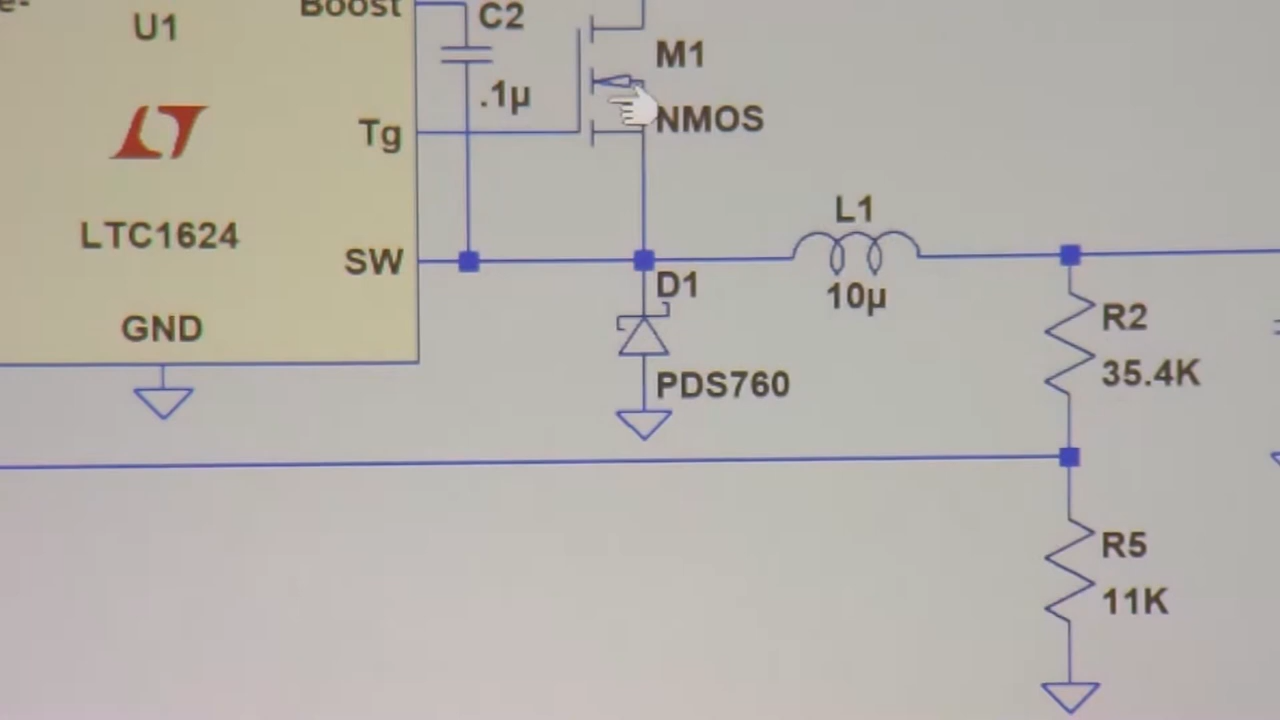 Boost
C2
U1
M1
.1µ
NMOS
Tg
LTC1624
L1
SW
D1
10µ
GND
R2
35.4K
PDS760
R5
11K